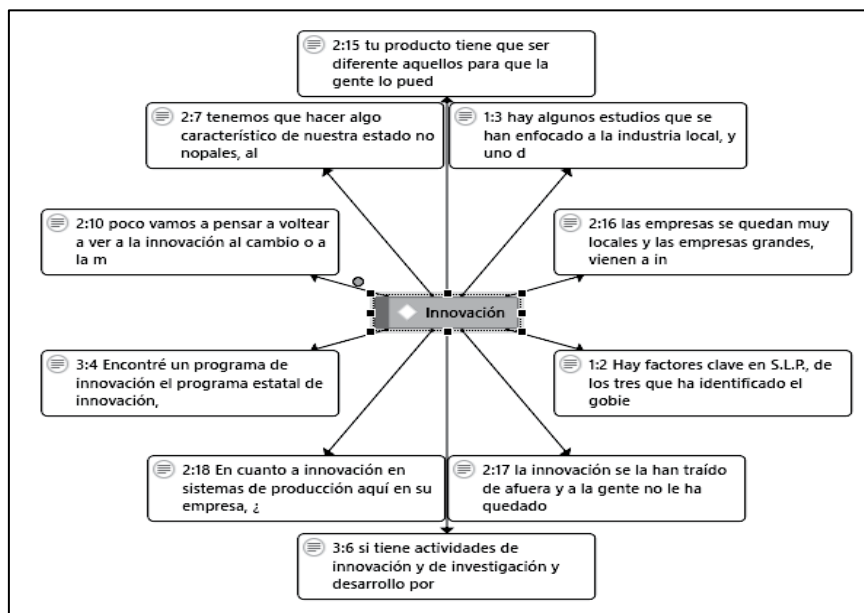 2:15 tu producto tiene que ser
diferente aquellos para que la
gente lo pued
2:7 tenemos que hacer algo
característico de nuestra estado no
nopales, al
1:3 hay algunos estudios que se
han enfocado a la industria local, y
uno d
2:10 poco vamos a pensar a voltear
a ver a la innovación al cambio o a
la m
2:16 las empresas se quedan muy
locales y las empresas grandes,
vienen a in
Innovación
3:4 Encontré un programa de
innovación el programa estatal de
innovación,
1:2 Hay factores clave en S.L.P., de
los tres que ha identificado el
gobie
2:18 En cuanto a innovación en
sistemas de producción aquí en su
empresa, ¿
2:17 la innovación se la han traído
de afuera y a la gente no le ha
quedado
3:6 si tiene actividades de
innovación y de investigación y
desarrollo por